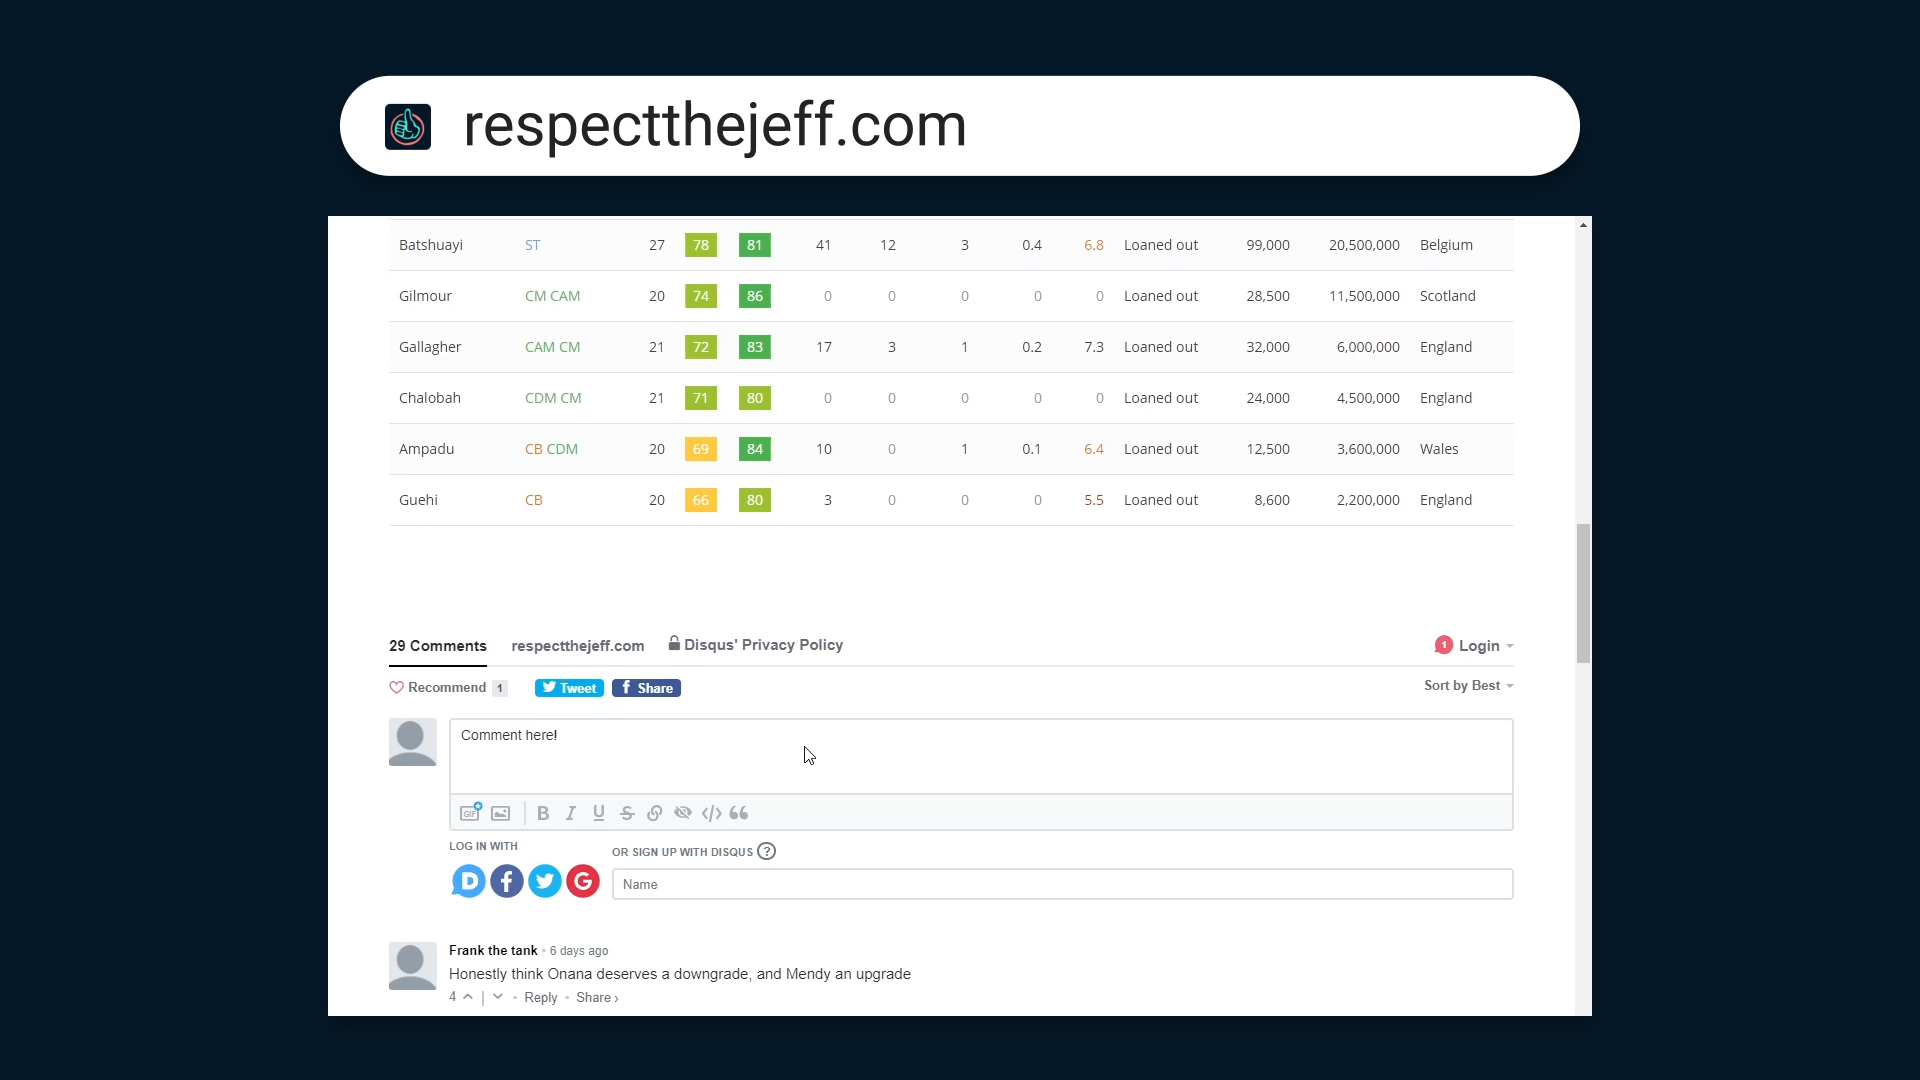 respectthejeff.com
Batshuayi ST 27 78 81 41 12 3 0.4 6.8 Loaned out 99,000 20,500,000 Belgium
Gilmour CM CAM 20 74 86 0 0 0 0 0 Loaned out 28,500 11,500,000 Scotland
Gallagher CAM CM 21 72 83 17 3 1 0.2 7.3 Loaned out 32,000 6,000,000 England
Chalobah CDM CM 21 71 80 0 0 0 0 0 Loaned out 24,000 4,500,000 England
Ampadu CB CDM 20 69 84 10 0 1 0.1 6.4 Loaned out 12,500 3,600,000 Wales
Guehi CB 20 66 80 3 0 0 0 5.5 Loaned out 8,600 2,200,000 England
29 Comments respectthejeff.com Disqus' Privacy Policy 1 Login
Recommend 1 Tweet f Share Sort by Best
Comment here!
GIF B I U S </>
LOG IN WITH
OR SIGN UP WITH DISQUS ?
D f G
Name
Frank the tank • 6 days ago
Honestly think Onana deserves a downgrade, and Mendy an upgrade
4 | • Reply • Share ›